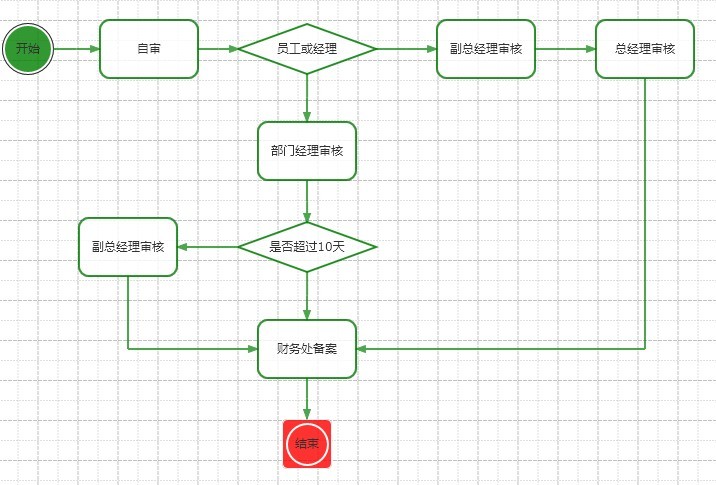 开始
自审
员工或经理
副总经理审核
总经理审核
部门经理审核
副总经理审核
是否超过10天
财务处备案
结束